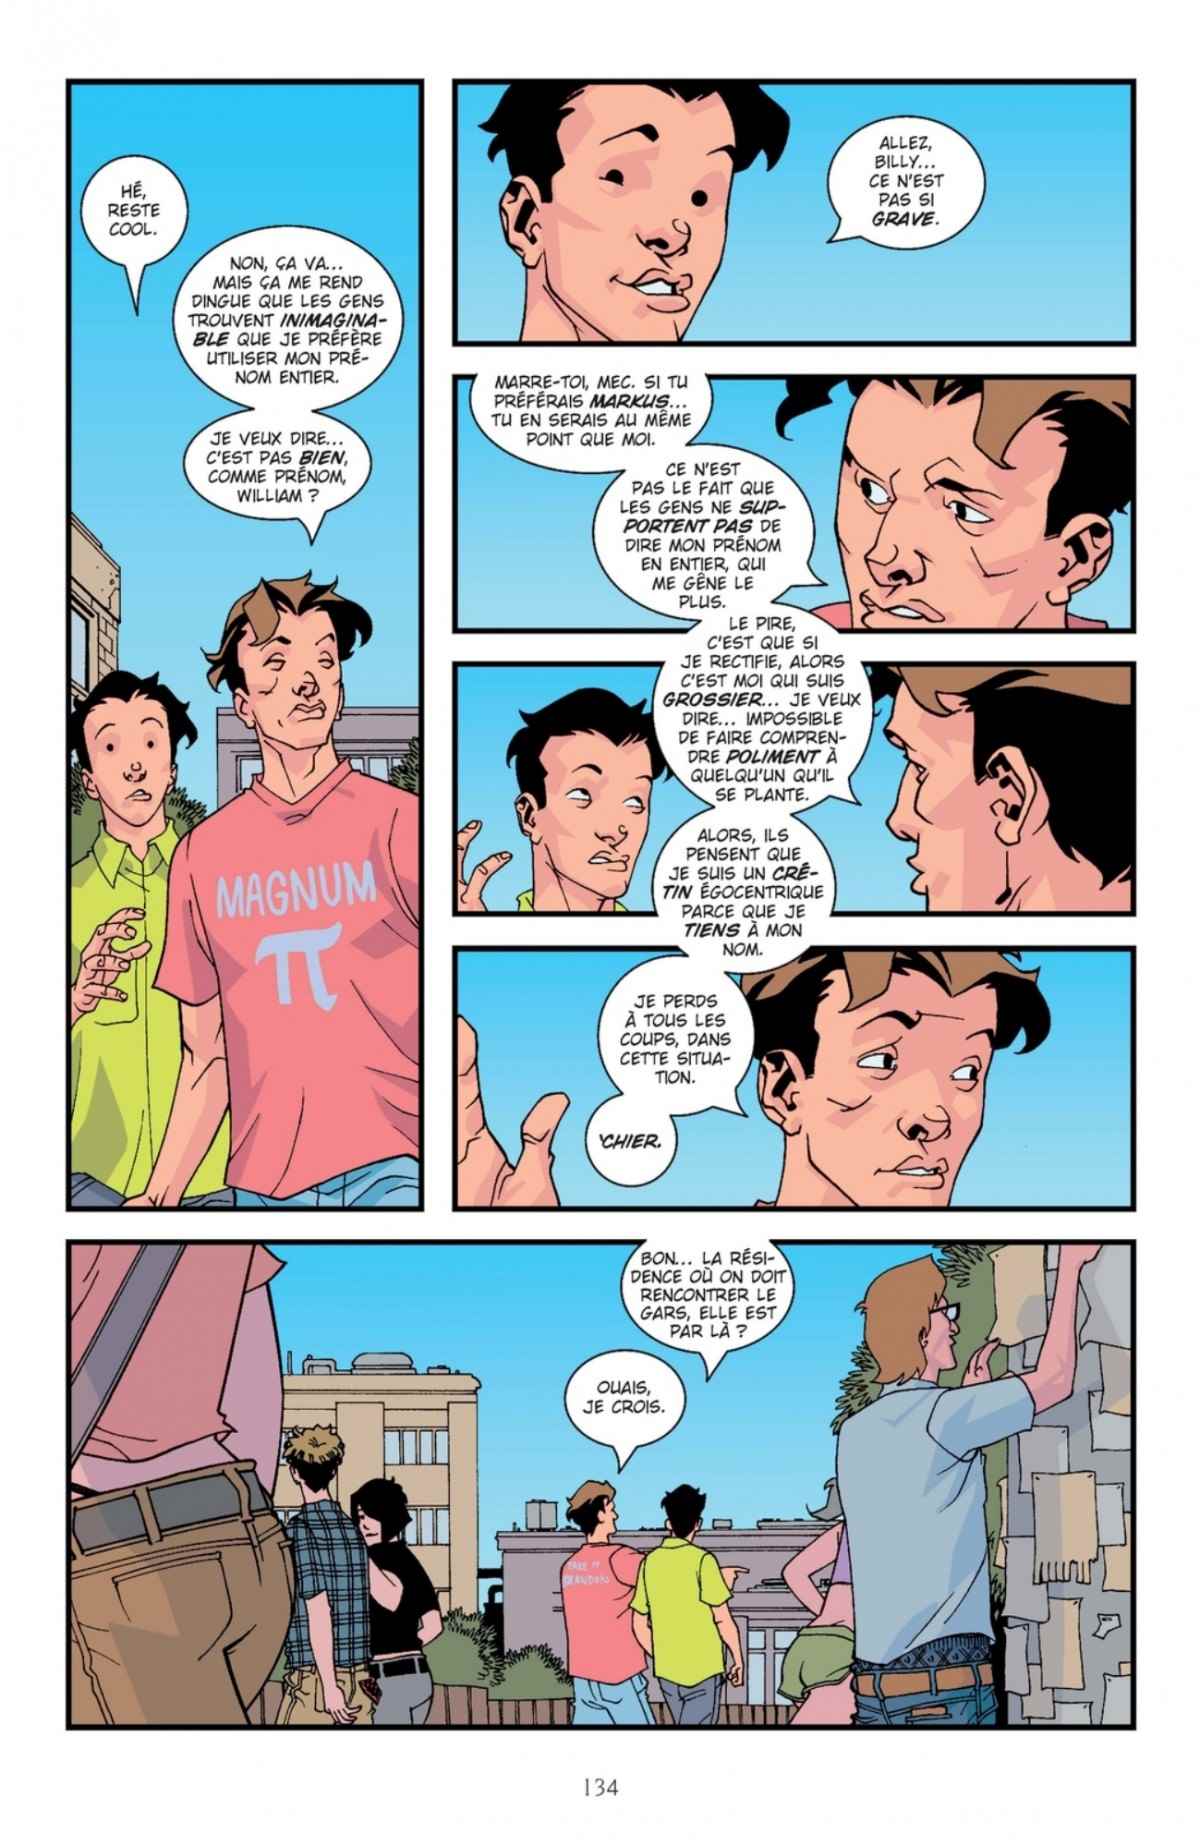 HÉ,
RESTE
COOL.
NON, ÇA VA...
MAIS ÇA ME REND
DINGUE QUE LES GENS
TROUVENT INIMAGINA-
BLE QUE JE PRÉFÈRE
UTILISER MON PRÉ-
NOM ENTIER.
JE VEUX DIRE...
C'EST PAS BIEN,
COMME PRÉNOM,
WILLIAM ?
MAGNUM
π
ALLEZ,
BILLY...
CE N'EST
PAS SI
GRAVE.
MARRE-TOI, MEC. SI TU
PRÉFÉRAIS MARKUS...
TU EN SERAIS AU MÊME
POINT QUE MOI.
CE N'EST
PAS LE FAIT QUE
LES GENS NE SUP-
PORTENT PAS DE
DIRE MON PRÉNOM
EN ENTIER, QUI
ME GÊNE LE
PLUS.
LE PIRE,
C'EST QUE SI
JE RECTIFIE, ALORS
C'EST MOI QUI SUIS
GROSSIER... JE VEUX
DIRE... IMPOSSIBLE
DE FAIRE COMPREN-
DRE POLIMENT À
QUELQU'UN QU'IL
SE PLANTE.
ALORS, ILS
PENSENT QUE
JE SUIS UN CRÉ-
TIN ÉGOCENTRIQUE
PARCE QUE JE
TIENS À MON
NOM.
JE PERDS
À TOUS LES
COUPS, DANS
CETTE SITUA-
TION.
'CHIER.
BON... LA RÉSI-
DENCE OÙ ON DOIT
RENCONTRER LE
GARS, ELLE EST
PAR LÀ ?
OUAIS,
JE CROIS.
TAKE IT
134